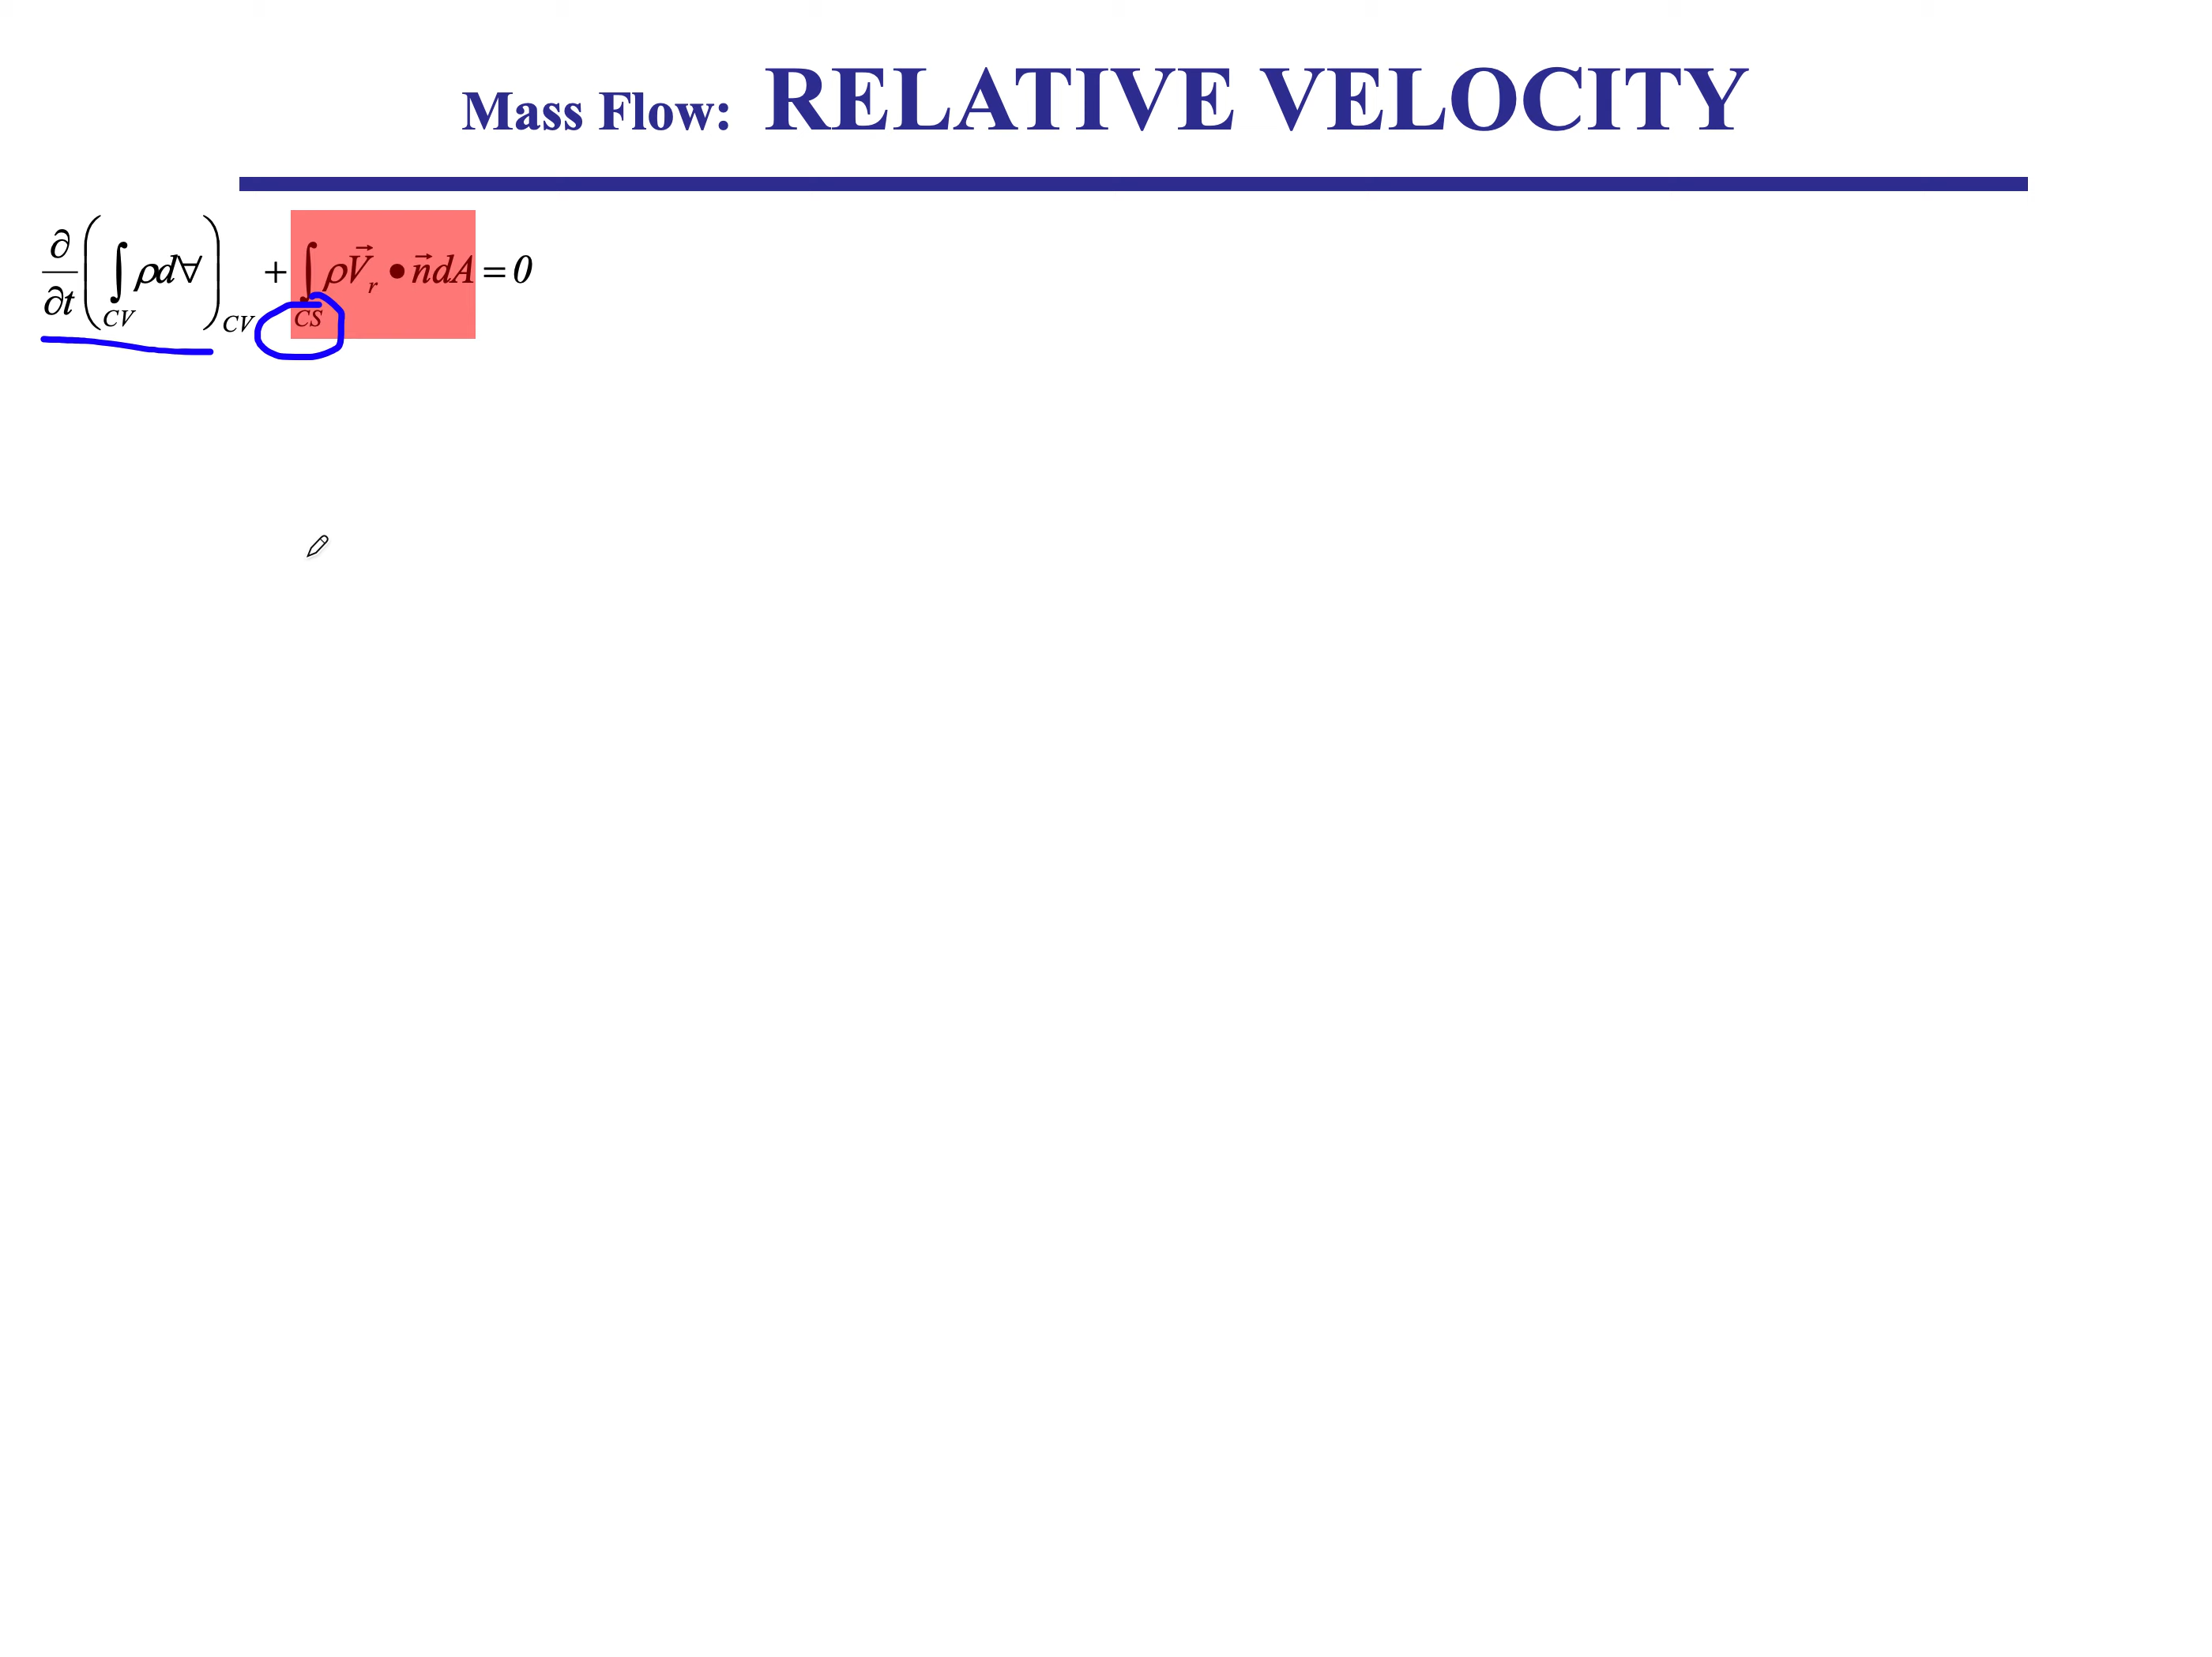 Mass Flow: RELATIVE VELOCITY
∂/∂t ( ∫_CV ρd∀ )_CV + ∫_CS ρV⃗_r • n⃗dA = 0